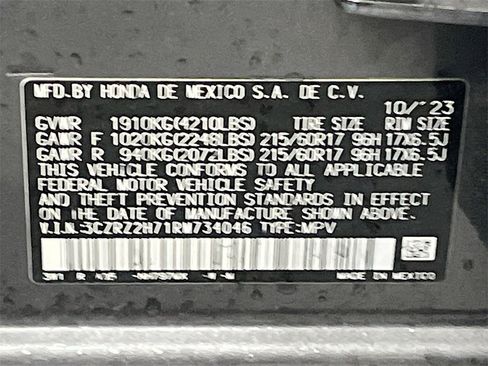 MFD.BY HONDA DE MEXICO S.A. DE C.V.
10/ 23
GVWR 1910KG(4210LBS) TIRE SIZE RIM SIZE
GAWR F 1020KG(2248LBS) 215/60R17 96H 17X6.5J
GAWR R 940KG(2072LBS) 215/60R17 96H 17X6.5J
THIS VEHICLE CONFORMS TO ALL APPLICABLE
FEDERAL MOTOR VEHICLE SAFETY
AND THEFT PREVENTION STANDARDS IN EFFECT ON
THE DATE OF MANUFACTURE SHOWN ABOVE.
V.I.N.3CZRZ2H71RM734046 TYPE:MPV
MADE IN MEXICO